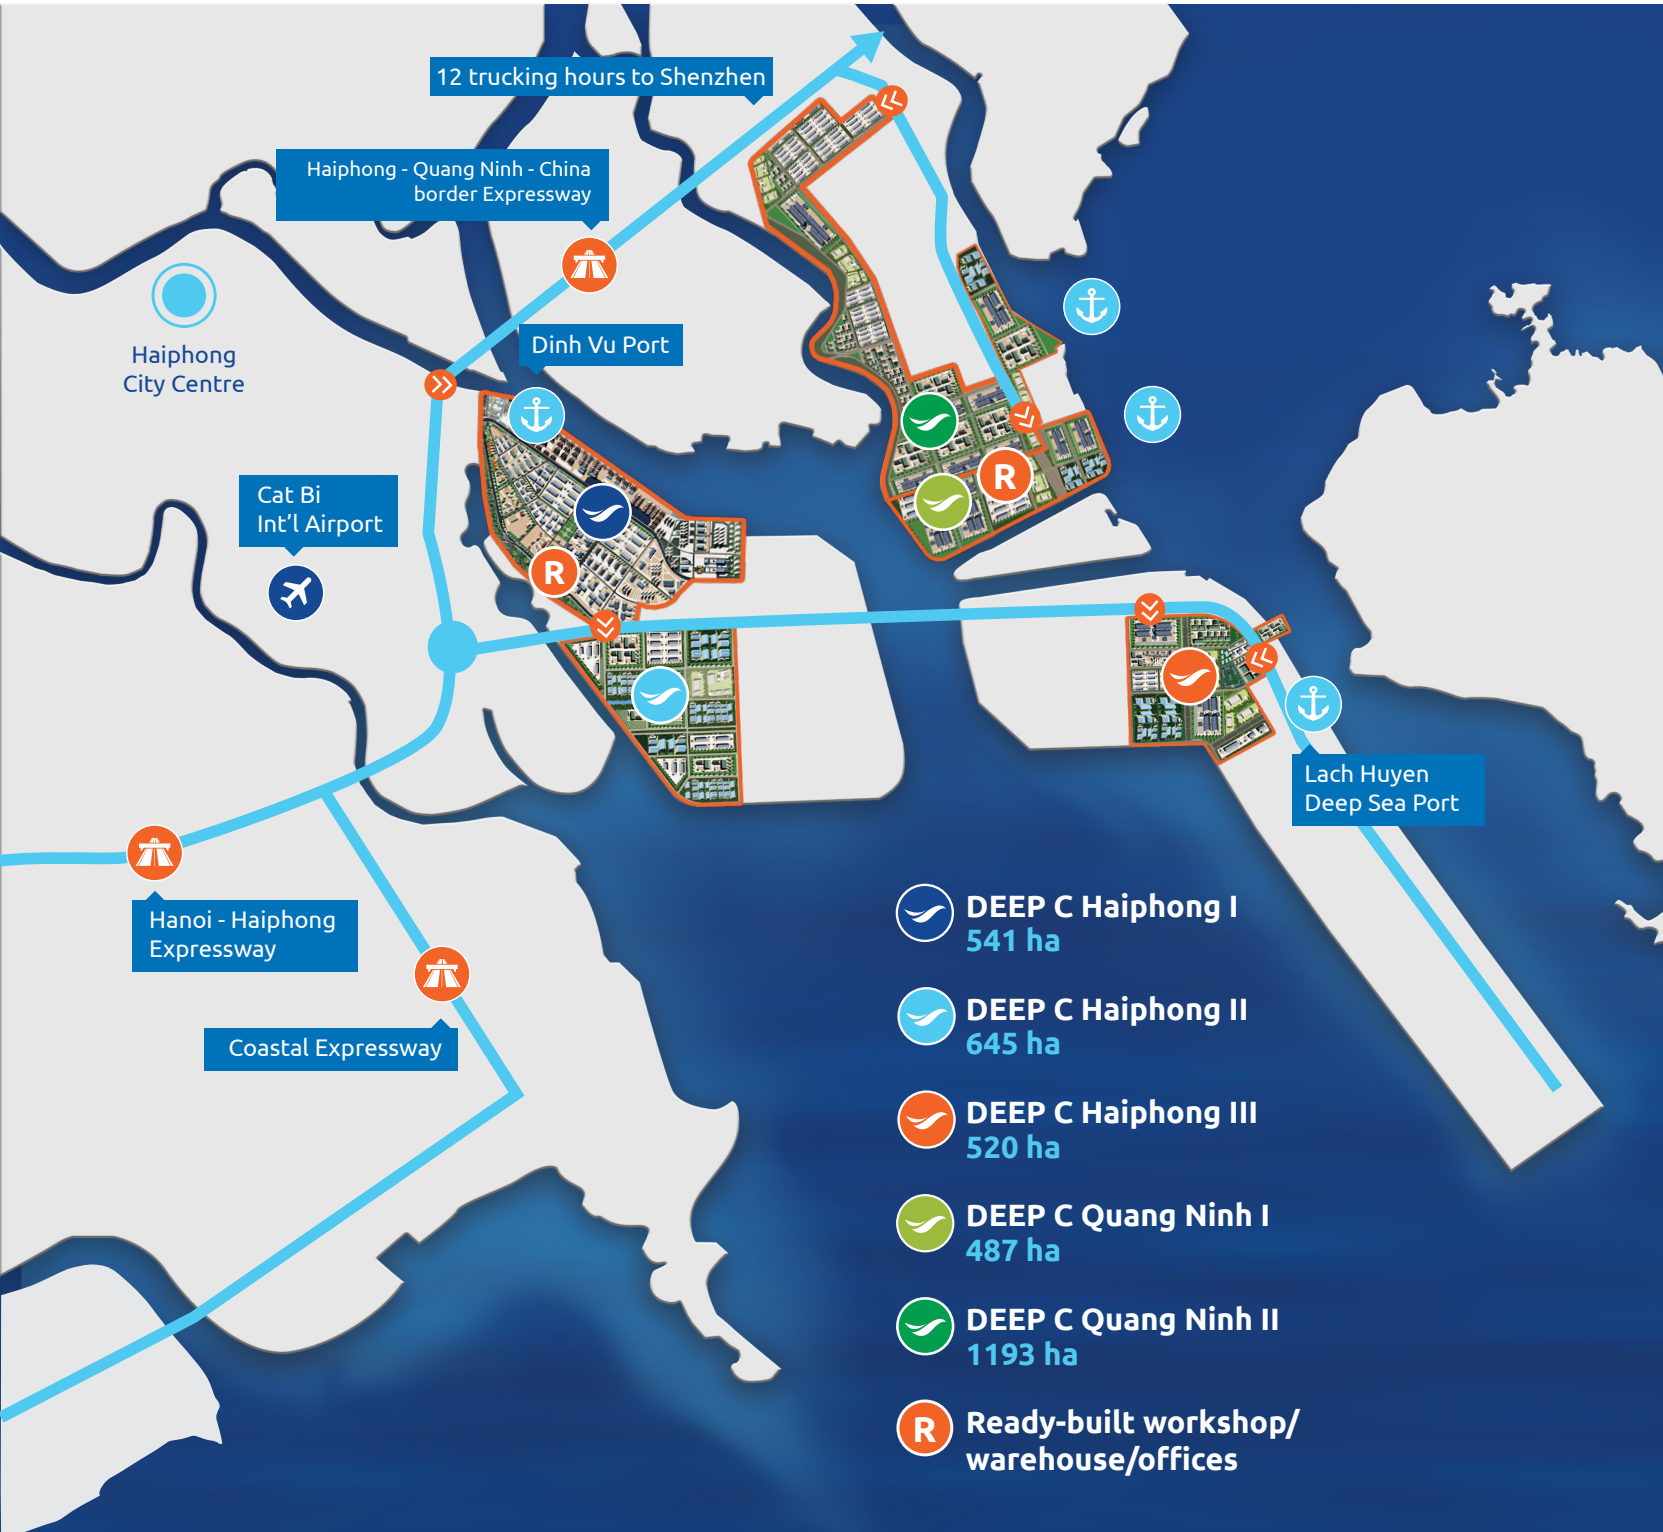 12 trucking hours to Shenzhen
Haiphong - Quang Ninh - China
border Expressway
Haiphong
City Centre
Dinh Vu Port
Cat Bi
Int’l Airport
R
R
Lach Huyen
Deep Sea Port
Hanoi - Haiphong
Expressway
Coastal Expressway
DEEP C Haiphong I
541 ha
DEEP C Haiphong II
645 ha
DEEP C Haiphong III
520 ha
DEEP C Quang Ninh I
487 ha
DEEP C Quang Ninh II
1193 ha
R
Ready-built workshop/
warehouse/offices